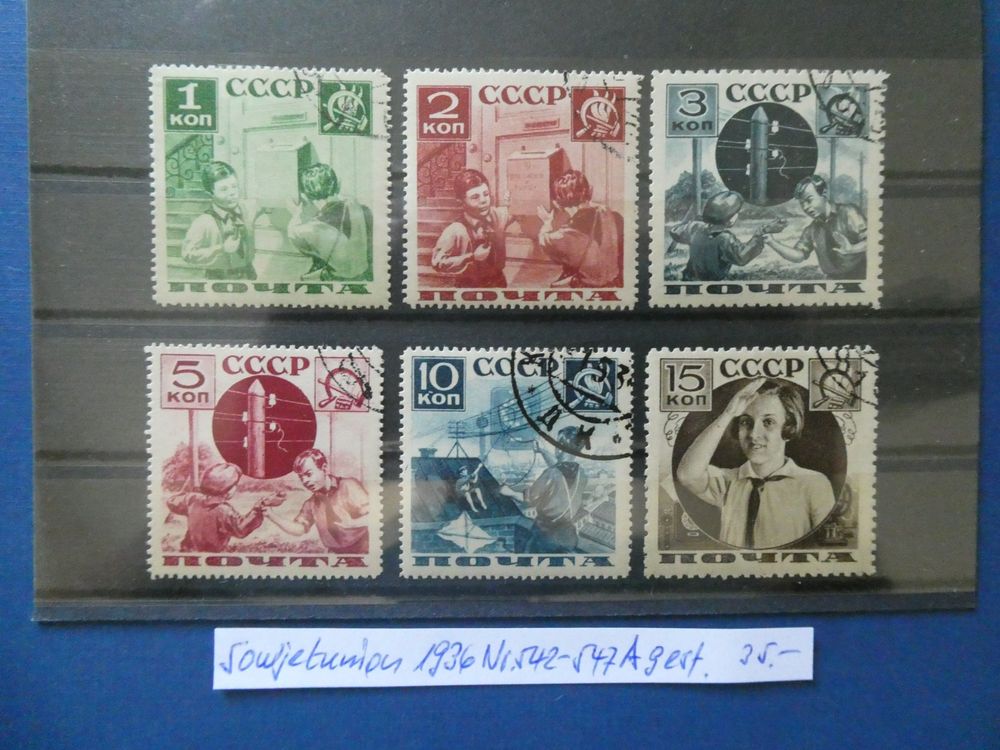 1 КОП СССР
ПОЧТА
2 КОП СССР
ПОЧТА
3 КОП СССР
ПОЧТА
5 КОП СССР
ПОЧТА
10 КОП СССР
ПОЧТА
15 КОП СССР
ПОЧТА
Sowjetunion 1936 Nr. 542-547 A gest. 35.-